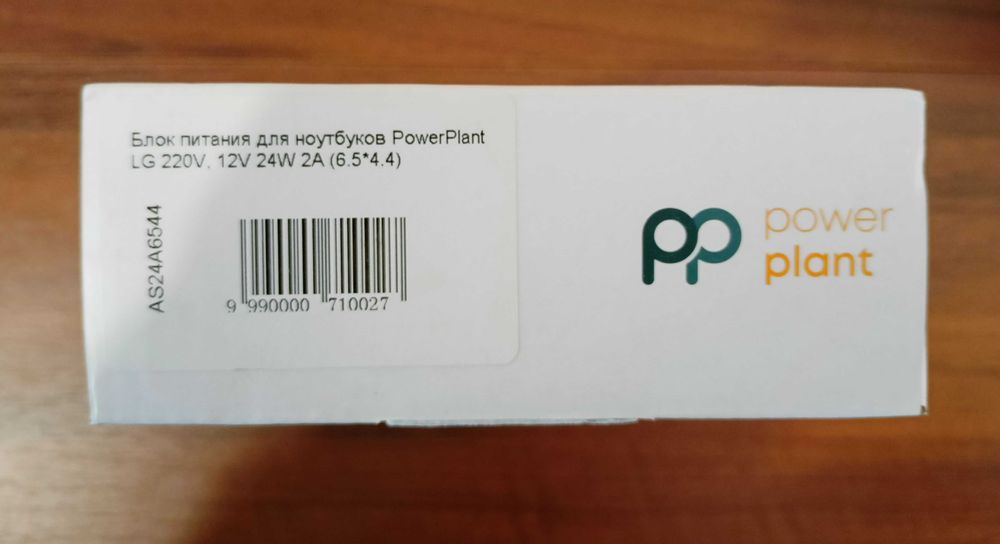 Блок питания для ноутбуков PowerPlant
LG 220V, 12V 24W 2A (6.5*4.4)
AS24A6544
9 990000 710027
pp
power
plant